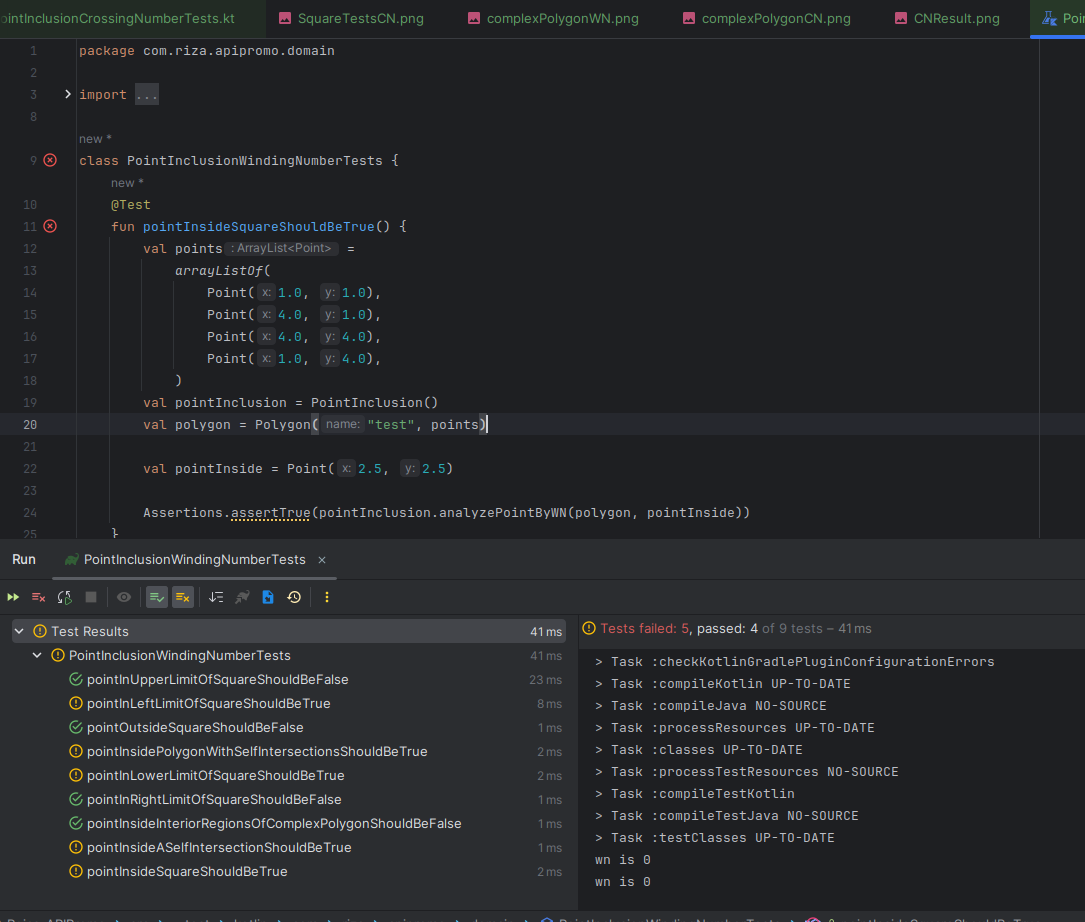 ointInclusionCrossingNumberTests.kt SquareTestsCN.png complexPolygonWN.png complexPolygonCN.png CNResult.png Poi
1 package com.riza.apipromo.domain
2
3 import ...
8
new *
9 class PointInclusionWindingNumberTests {
new *
10 @Test
11 fun pointInsideSquareShouldBeTrue() {
12 val points : ArrayList<Point> =
13 arrayListOf(
14 Point( x: 1.0, y: 1.0),
15 Point( x: 4.0, y: 1.0),
16 Point( x: 4.0, y: 4.0),
17 Point( x: 1.0, y: 4.0),
18 )
19 val pointInclusion = PointInclusion()
20 val polygon = Polygon( name: "test", points)
21
22 val pointInside = Point( x: 2.5, y: 2.5)
23
24 Assertions.assertTrue(pointInclusion.analyzePointByWN(polygon, pointInside))
25 }
Run PointInclusionWindingNumberTests ×
Test Results 41 ms
PointInclusionWindingNumberTests 41 ms
pointInUpperLimitOfSquareShouldBeFalse 23 ms
pointInLeftLimitOfSquareShouldBeTrue 8 ms
pointOutsideSquareShouldBeFalse 1 ms
pointInsidePolygonWithSelfIntersectionsShouldBeTrue 2 ms
pointInLowerLimitOfSquareShouldBeTrue 2 ms
pointInRightLimitOfSquareShouldBeFalse 1 ms
pointInsideInteriorRegionsOfComplexPolygonShouldBeFalse 1 ms
pointInsideASelfIntersectionShouldBeTrue 1 ms
pointInsideSquareShouldBeTrue 2 ms
Tests failed: 5, passed: 4 of 9 tests – 41 ms
> Task :checkKotlinGradlePluginConfigurationErrors
> Task :compileKotlin UP-TO-DATE
> Task :compileJava NO-SOURCE
> Task :processResources UP-TO-DATE
> Task :classes UP-TO-DATE
> Task :processTestResources NO-SOURCE
> Task :compileTestKotlin
> Task :compileTestJava NO-SOURCE
> Task :testClasses UP-TO-DATE
wn is 0
wn is 0